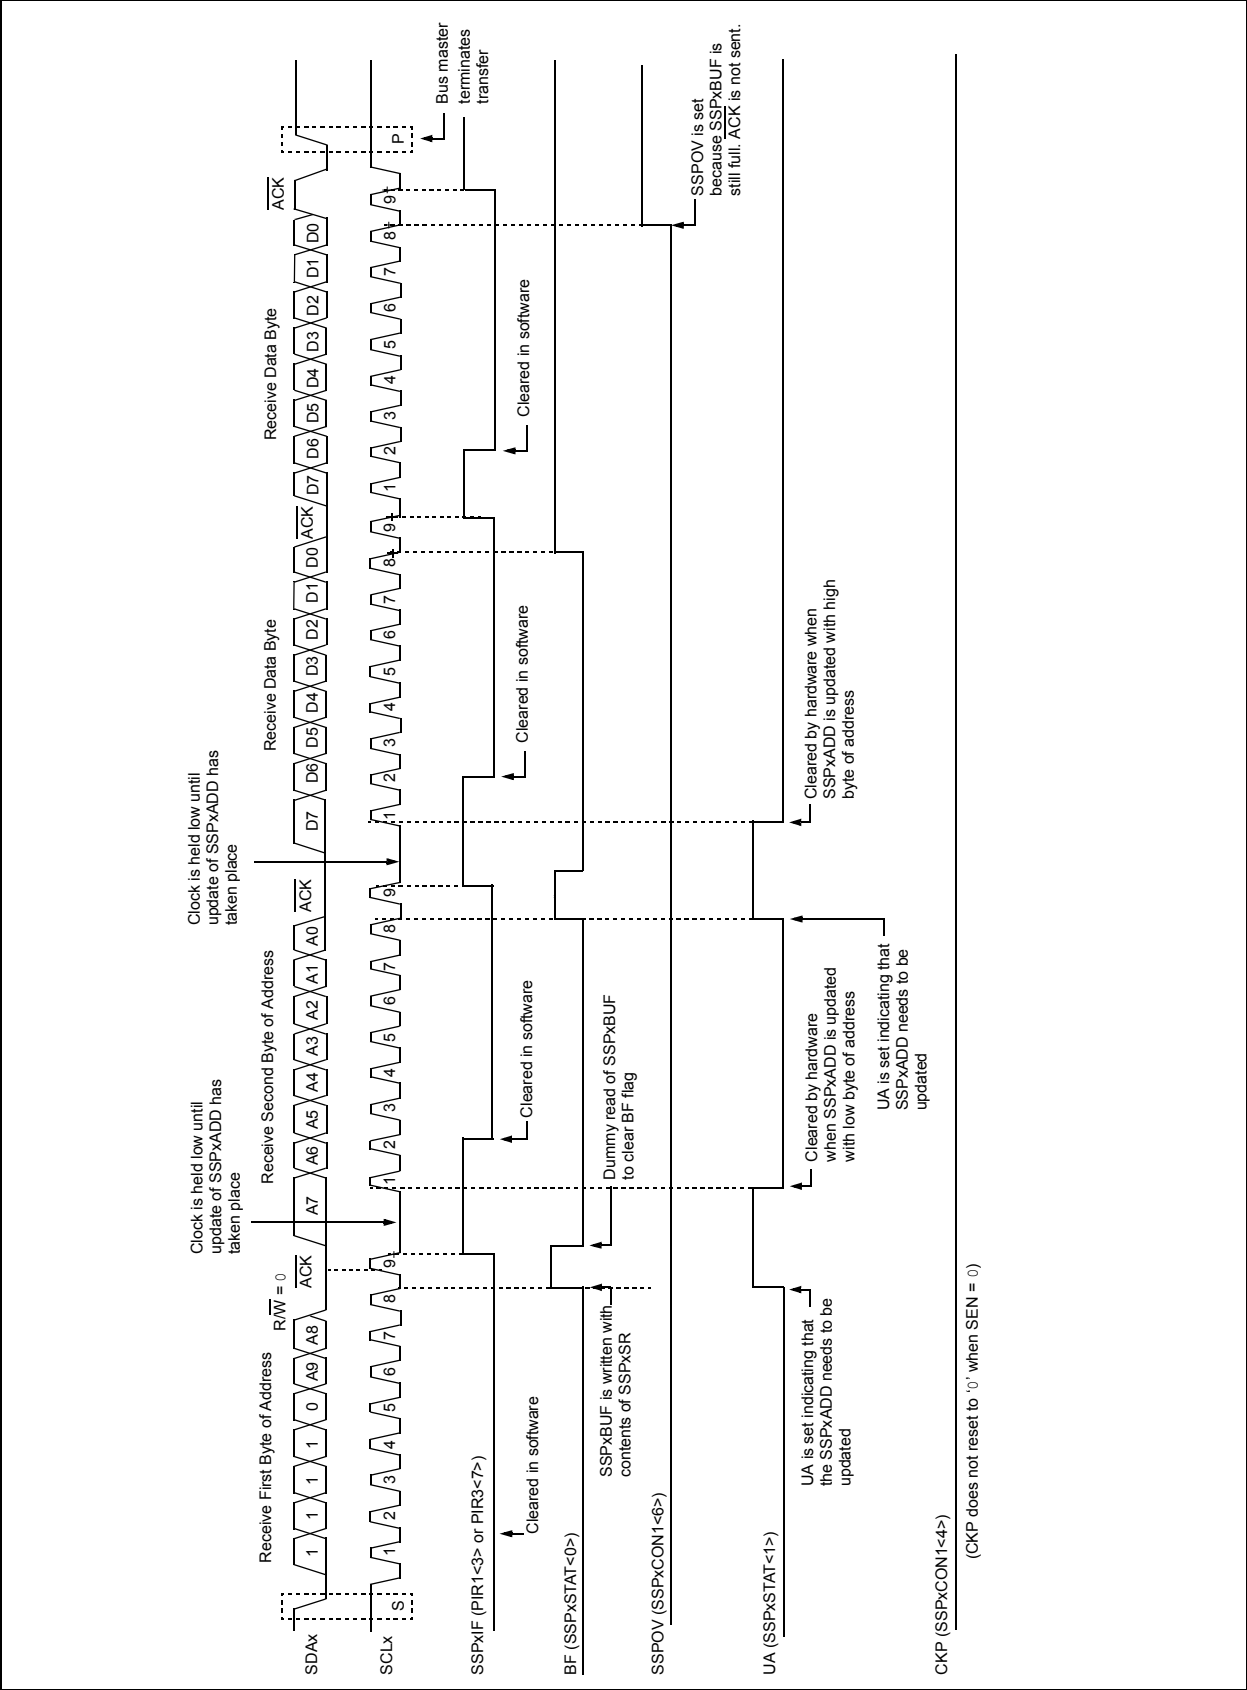 Clock is held low until
update of SSPxADD has
taken place
Clock is held low until
update of SSPxADD has
taken place
Receive First Byte of Address
R/W = 0
Receive Second Byte of Address
Receive Data Byte
Receive Data Byte
ACK
ACK
ACK
ACK
SDAx
1 1 1 1 0 A9 A8
A7 A6 A5 A4 A3 A2 A1 A0
D7 D6 D5 D4 D3 D2 D1 D0
D7 D6 D5 D4 D3 D2 D1 D0
SCLx
S
1 2 3 4 5 6 7 8 9
1 2 3 4 5 6 7 8 9
1 2 3 4 5 6 7 8 9
1 2 3 4 5 6 7 8 9
P
Bus master
terminates
transfer
SSPxIF (PIR1<3> or PIR3<7>)
Cleared in software
Cleared in software
Cleared in software
Cleared in software
BF (SSPxSTAT<0>)
SSPxBUF is written with
contents of SSPxSR
Dummy read of SSPxBUF
to clear BF flag
SSPOV (SSPxCON1<6>)
SSPOV is set
because SSPxBUF is
still full. ACK is not sent.
UA (SSPxSTAT<1>)
UA is set indicating that
the SSPxADD needs to be
updated
Cleared by hardware
when SSPxADD is updated
with low byte of address
UA is set indicating that
SSPxADD needs to be
updated
Cleared by hardware when
SSPxADD is updated with high
byte of address
CKP (SSPxCON1<4>)
(CKP does not reset to ‘0’ when SEN = 0)